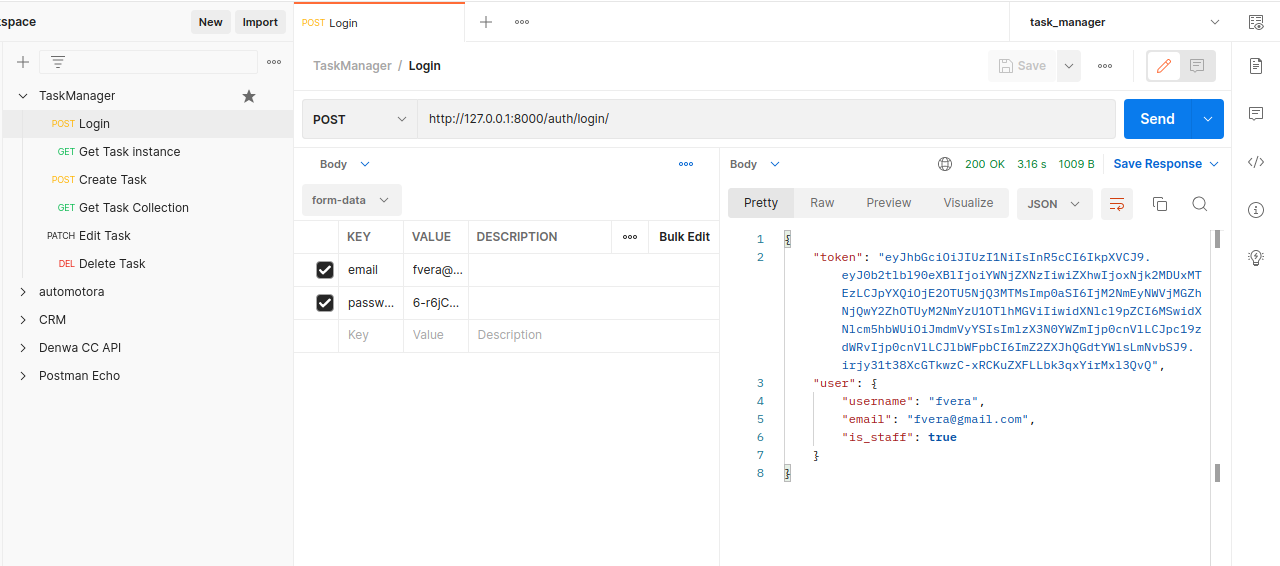 kspace New Import
POST Login
task_manager
TaskManager / Login
Save
TaskManager
POST Login
GET Get Task instance
POST Create Task
GET Get Task Collection
PATCH Edit Task
DEL Delete Task
automotora
CRM
Denwa CC API
Postman Echo
POST http://127.0.0.1:8000/auth/login/ Send
Body
form-data
KEY VALUE DESCRIPTION Bulk Edit
email fvera@...
passw... 6-r6jC...
Key Value Description
Body 200 OK 3.16 s 1009 B Save Response
Pretty Raw Preview Visualize JSON
1 {
2 "token": "eyJhbGciOiJIUzI1NiIsInR5cCI6IkpXVCJ9.
eyJ0b2tlbl90eXBlIjoiYWNjZXNzIiwiZXhwIjoxNjk2MDUxMT
EzLCJpYXQiOjE2OTU5NjQ3MTMsImp0aSI6IjM2NmEyNWVjMGZh
NjQwY2ZhOTUyM2NmYzU1OTlhMGViIiwidXNlcl9pZCI6MSwidX
Nlcm5hbWUiOiJmdmVyYSIsImlzX3N0YWZmIjp0cnVlLCJpc19z
dWRvIjp0cnVlLCJlbWFpbCI6ImZ2ZXJhQGdtYWlsLmNvbSJ9.
irjy31t38XcGTkwzC-xRCKuZXFLLbk3qxYirMxl3QvQ",
3 "user": {
4 "username": "fvera",
5 "email": "fvera@gmail.com",
6 "is_staff": true
7 }
8 }